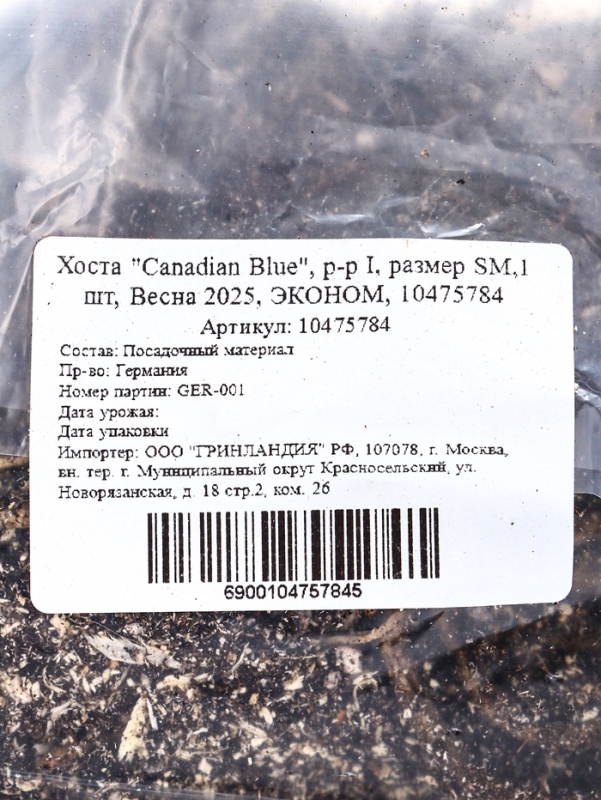 Хоста "Canadian Blue", р-р I, размер SM,1
шт, Весна 2025, ЭКОНОМ, 10475784
Артикул: 10475784
Состав: Посадочный материал
Пр-во: Германия
Номер партии: GER-001
Дата урожая:
Дата упаковки
Импортер: ООО "ГРИНЛАНДИЯ" РФ, 107078, г. Москва,
вн. тер. г. Муниципальный округ Красносельский, ул.
Новорязанская, д. 18 стр.2, ком. 26
6900104757845